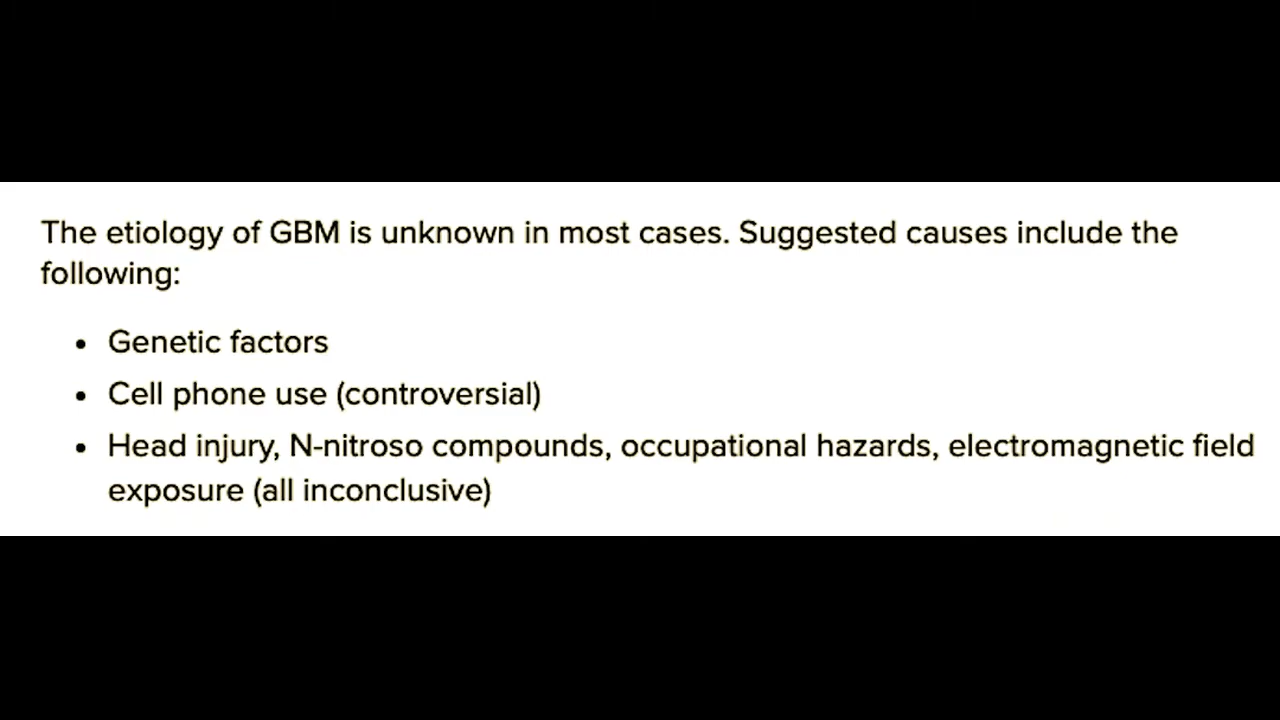 The etiology of GBM is unknown in most cases. Suggested causes include the
following:
• Genetic factors
• Cell phone use (controversial)
• Head injury, N-nitroso compounds, occupational hazards, electromagnetic field
exposure (all inconclusive)